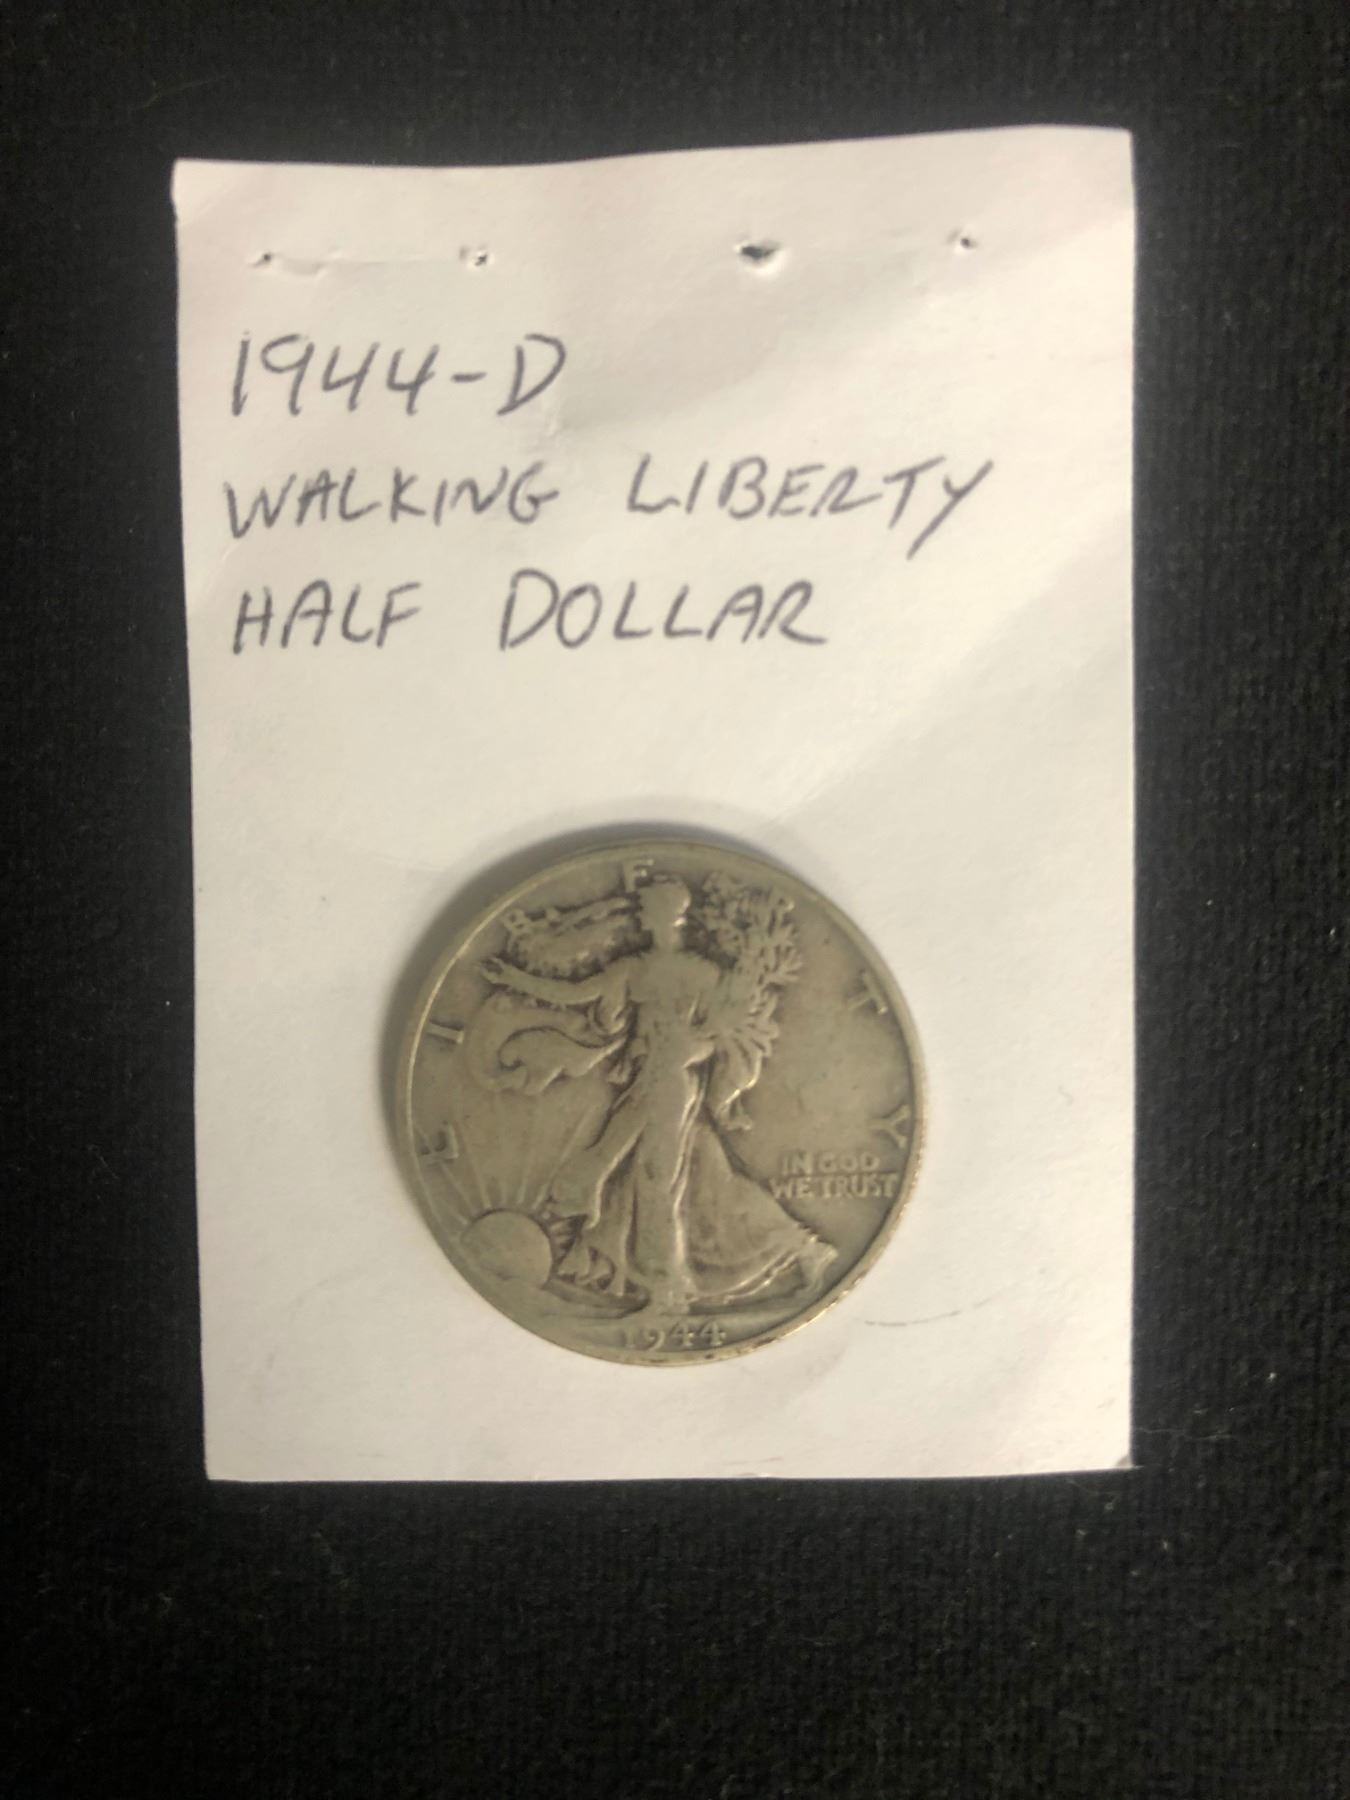 1944-D
WALKING LIBERTY
HALF DOLLAR
LIBERTY
IN GOD
WE TRUST
1944